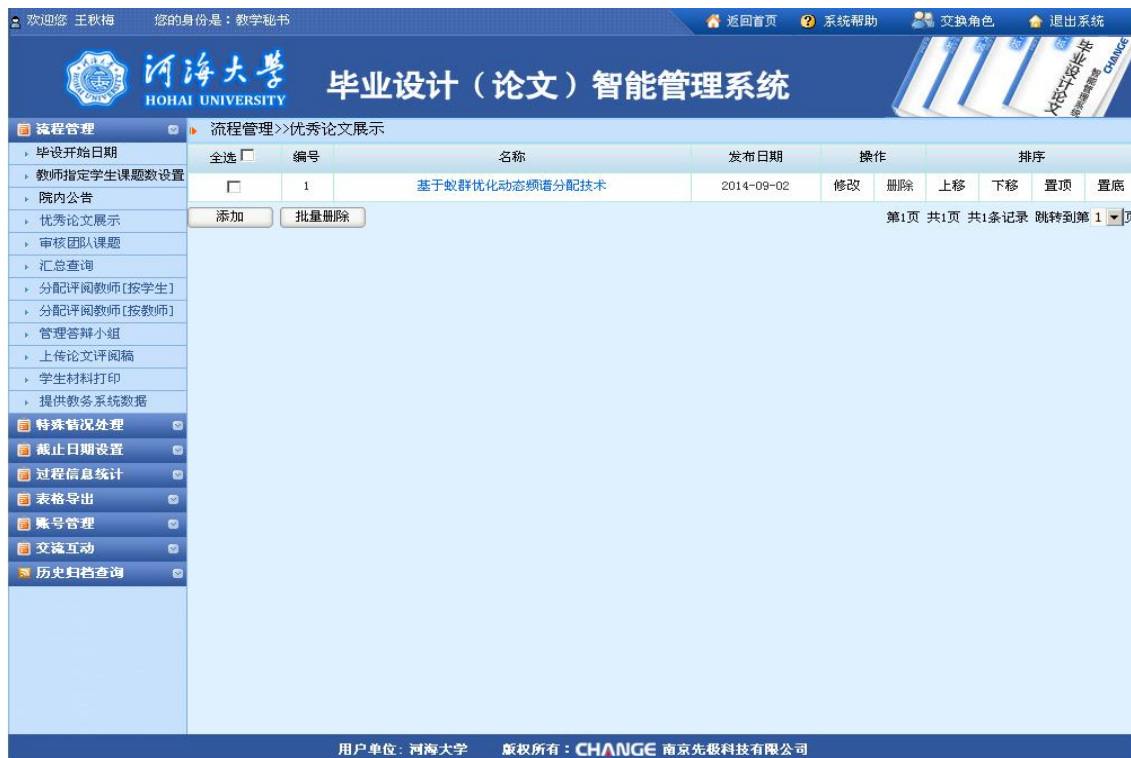 欢迎您 王秋梅 您的身份是：教学秘书 返回首页 系统帮助 交换角色 退出系统
河海大学
HOHAI UNIVERSITY
毕业设计（论文）智能管理系统
毕业设计论文
智能管理系统
CHANGE
流程管理
毕设开始日期
教师指定学生课题数设置
院内公告
优秀论文展示
审核团队课题
汇总查询
分配评阅教师[按学生]
分配评阅教师[按教师]
管理答辩小组
上传论文评阅稿
学生材料打印
提供教务系统数据
特殊情况处理
截止日期设置
过程信息统计
表格导出
账号管理
交流互动
历史归档查询
流程管理>>优秀论文展示
全选 编号 名称 发布日期 操作 排序
1 基于蚁群优化动态频谱分配技术 2014-09-02 修改 删除 上移 下移 置顶 置底
添加 批量删除 第1页 共1页 共1条记录 跳转到第 1
用户单位：河海大学 版权所有：CHANGE 南京先极科技有限公司